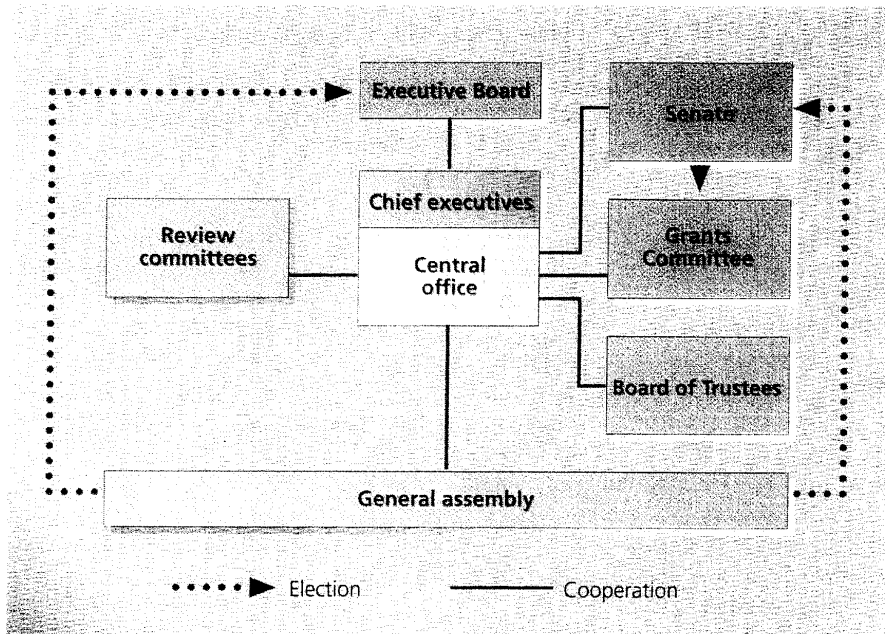 Executive Board
Senate
Chief executives
Review
committees
Grants
Committee
Central
office
Board of Trustees
General assembly
Election
Cooperation